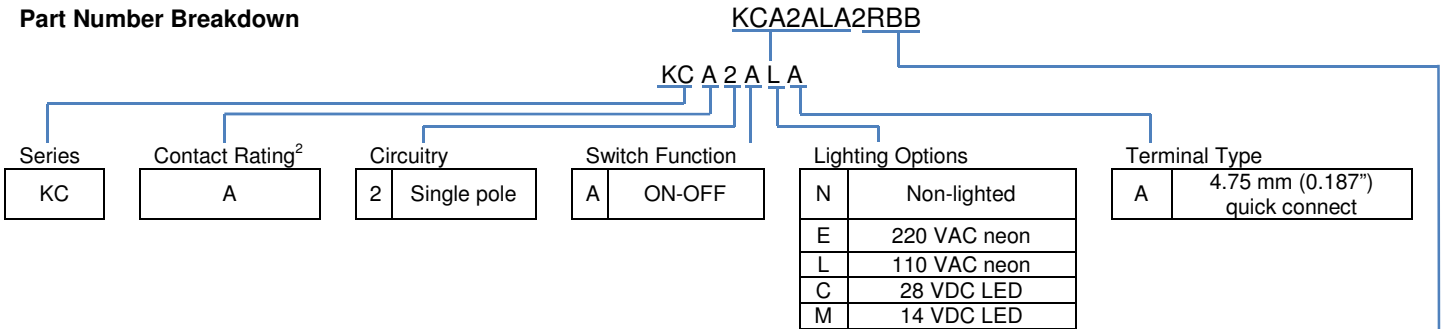 Part Number Breakdown
KCA2ALA2RBB
KC A 2 A L A
Series
KC
Contact Rating2
A
Circuitry
2 Single pole
Switch Function
A ON-OFF
Lighting Options
N Non-lighted
E 220 VAC neon
L 110 VAC neon
C 28 VDC LED
M 14 VDC LED
Terminal Type
A 4.75 mm (0.187”)
quick connect